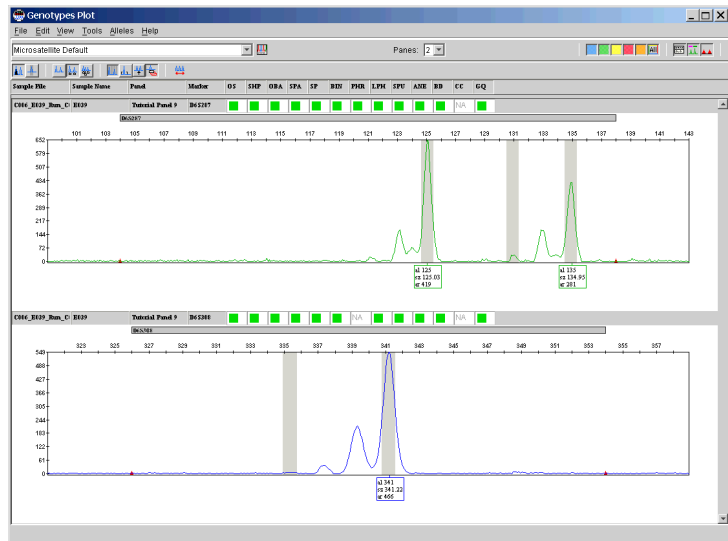 Genotypes Plot
File Edit View Tools Alleles Help
Microsatellite Default Panes: 2 All
Sample File Sample Name Panel Marker OS SHP OBA SPA SP BIN PHR LPH SPU ANE BD CC GQ
C006_E039_Run_C E039 Tutorial Panel 9 D6S287 NA
D6S287
101 103 105 107 109 111 113 115 117 119 121 123 125 127 129 131 133 135 137 139 141 143
652
579
507
434
362
289
217
144
72
0
al 125
sz 125.03
ar 419
al 135
sz 134.95
ar 281
C006_E039_Run_C E039 Tutorial Panel 9 D6S308 NA NA
D6S308
323 325 327 329 331 333 335 337 339 341 343 345 347 349 351 353 355 357
549
488
427
366
305
244
183
122
61
0
al 341
sz 341.22
ar 466